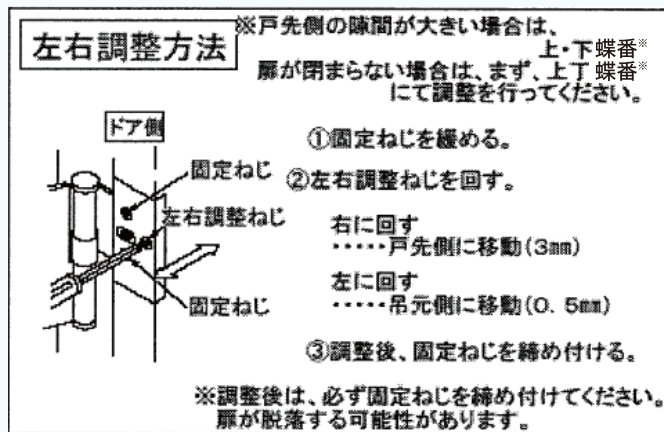 左右調整方法
※戸先側の隙間が大きい場合は、
上・下蝶番※
扉が閉まらない場合は、まず、上丁蝶番※
にて調整を行ってください。
ドア側
固定ねじ
左右調整ねじ
固定ねじ
①固定ねじを緩める。
②左右調整ねじを回す。
右に回す
・・・・・戸先側に移動(3mm)
左に回す
・・・・・吊元側に移動(0.5mm)
③調整後、固定ねじを締め付ける。
※調整後は、必ず固定ねじを締め付けてください。
扉が脱落する可能性があります。